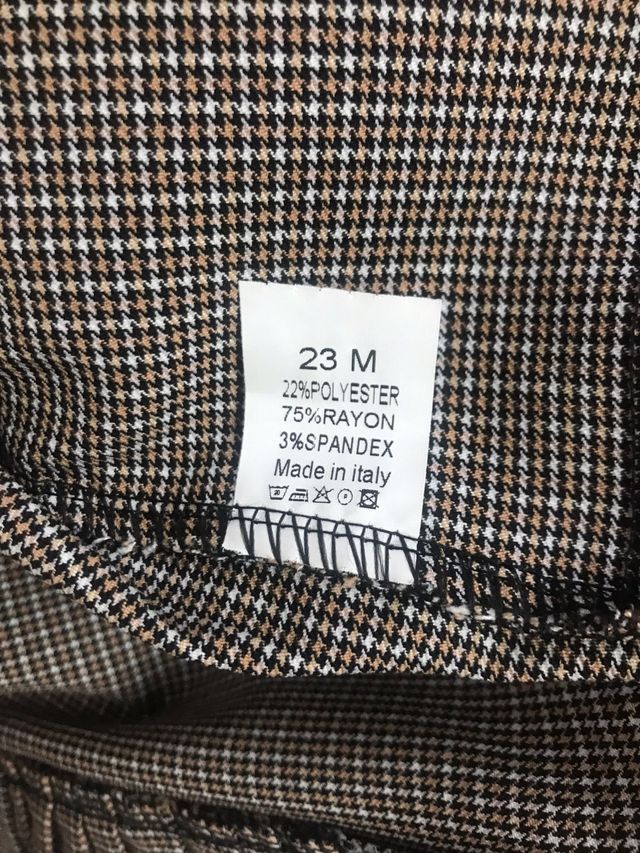 23 M
22%POLYESTER
75%RAYON
3%SPANDEX
Made in italy